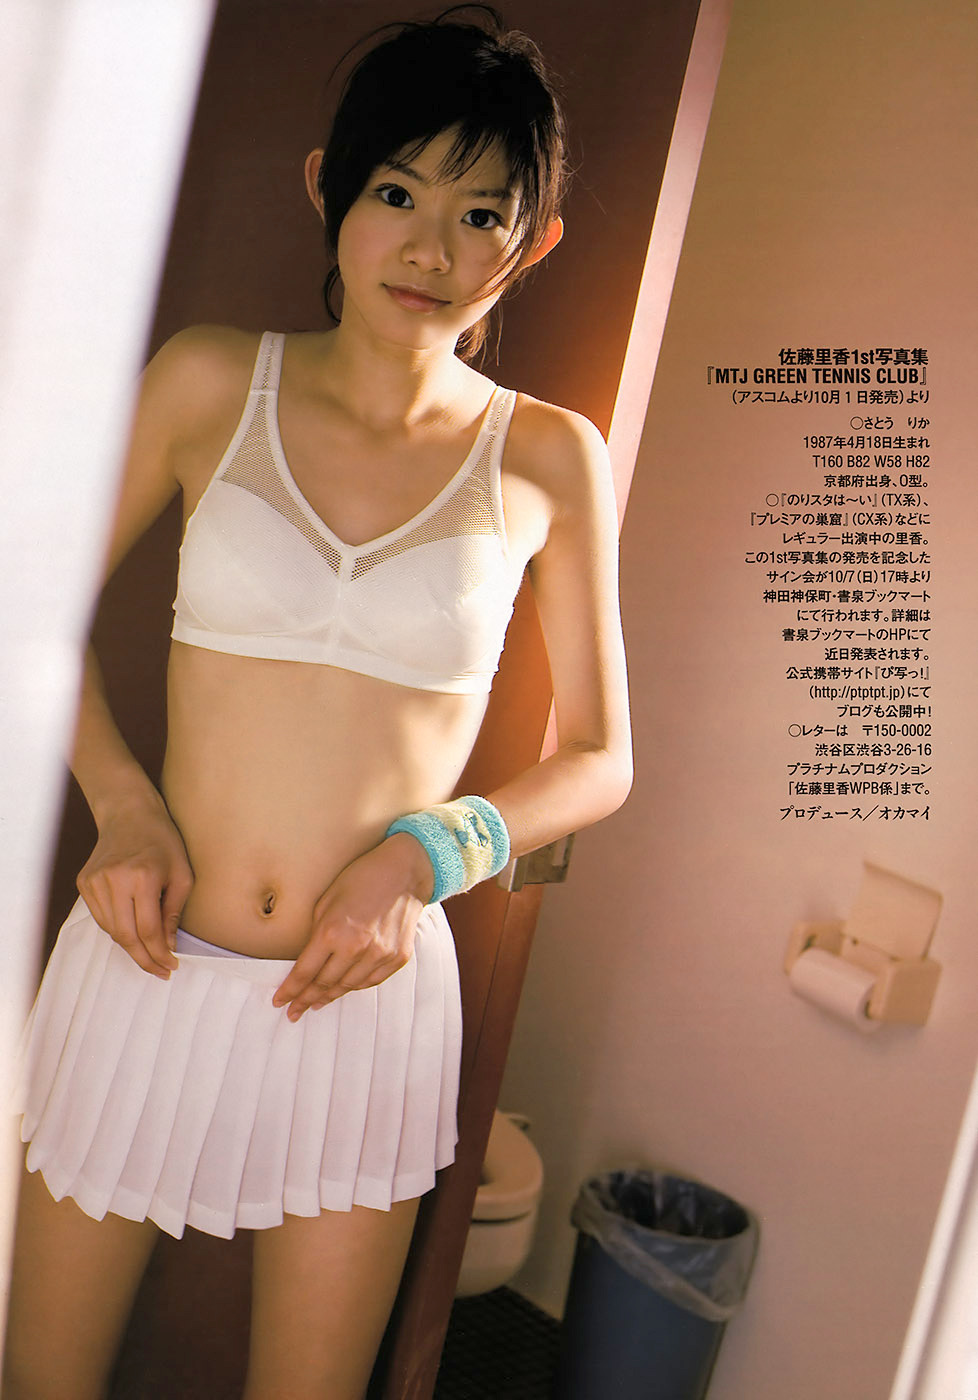 佐藤里香1st写真集
『MTJ GREEN TENNIS CLUB』
(アスコムより10月1日発売)より
○さとう　りか
1987年4月18日生まれ
T160 B82 W58 H82
京都府出身、O型。
○『のりスタは〜い』(TX系)、
『プレミアの巣窟』(CX系)などに
レギュラー出演中の里香。
この1st写真集の発売を記念した
サイン会が10/7(日)17時より
神田神保町・書泉ブックマート
にて行われます。詳細は
書泉ブックマートのHPにて
近日発表されます。
公式携帯サイト『ぴ写っ!』
(http://ptptpt.jp)にて
ブログも公開中!
○レターは　〒150-0002
渋谷区渋谷3-26-16
プラチナムプロダクション
「佐藤里香WPB係」まで。
プロデュース／オカマイ